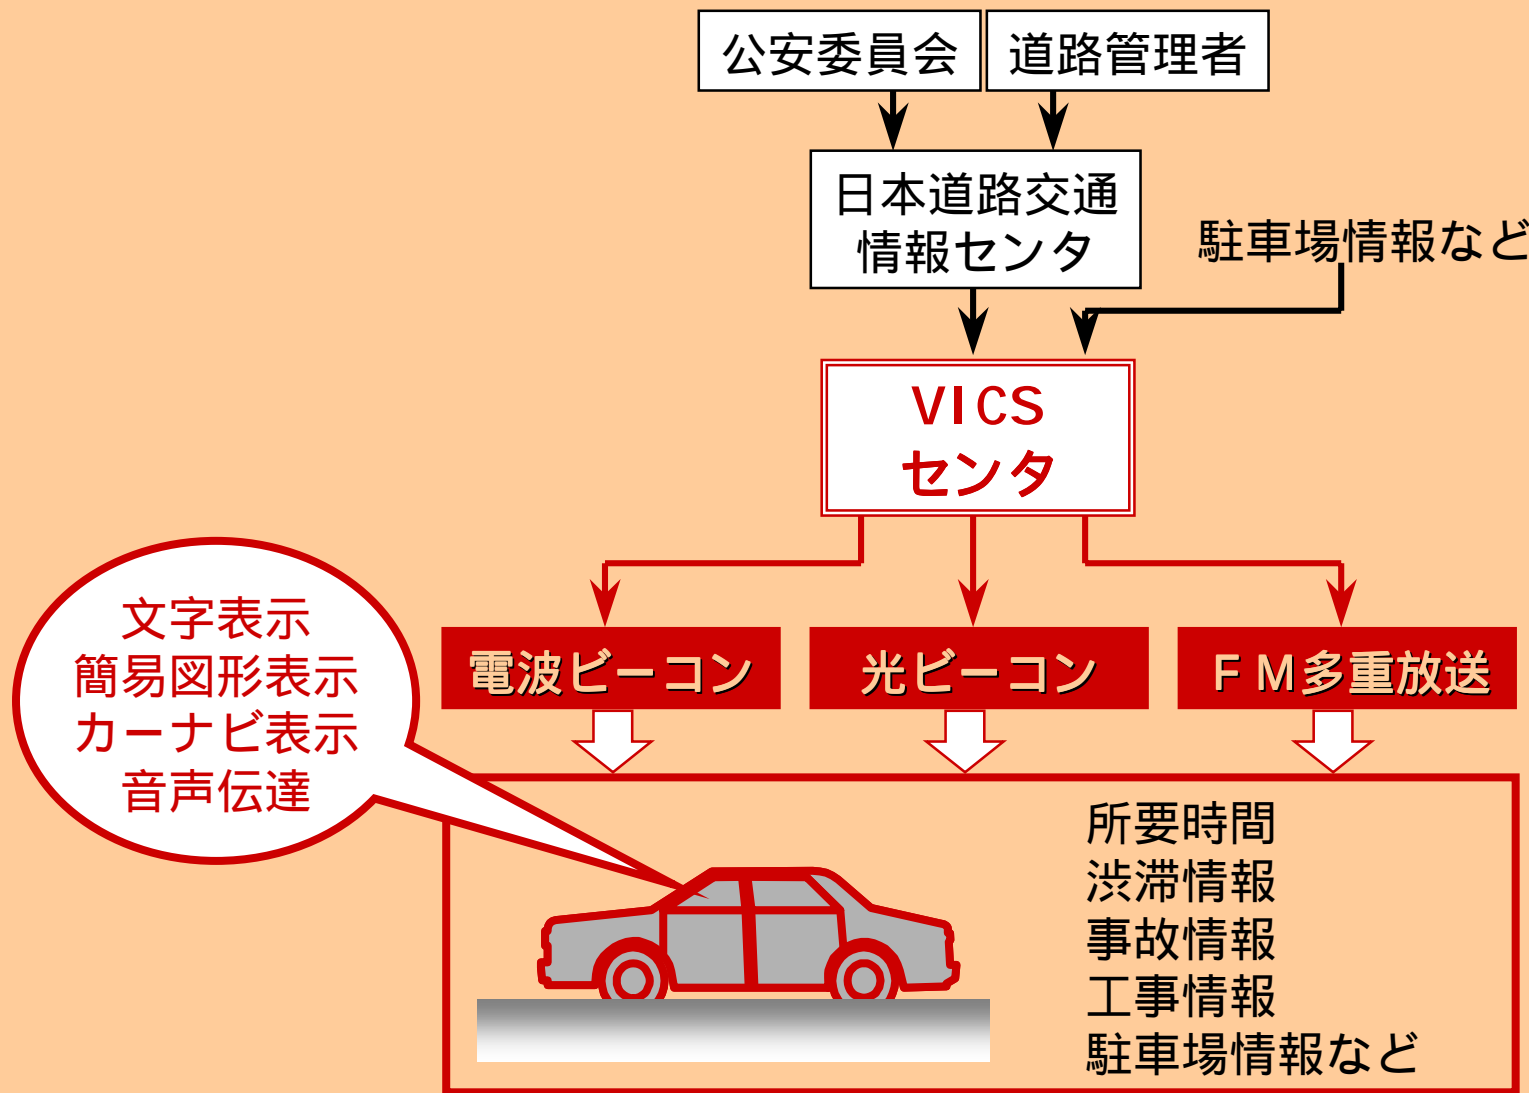 公安委員会
道路管理者
日本道路交通
情報センタ
駐車場情報など
VICS
センタ
電波ビーコン
光ビーコン
ＦＭ多重放送
文字表示
簡易図形表示
カーナビ表示
音声伝達
所要時間
渋滞情報
事故情報
工事情報
駐車場情報など